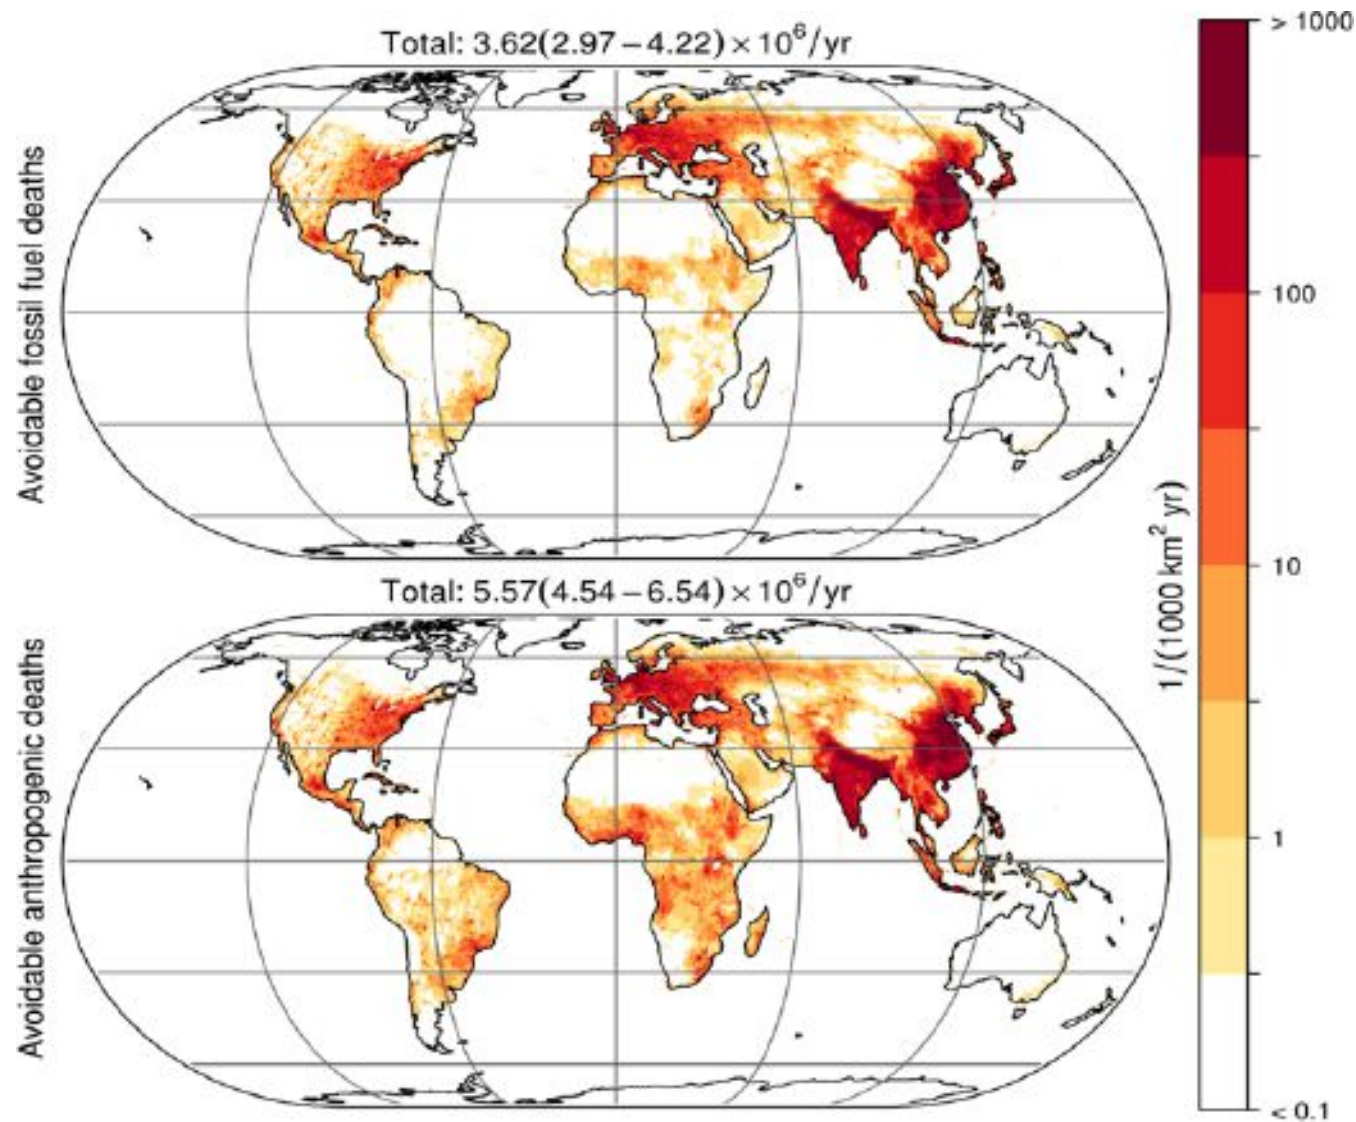 Total: 3.62(2.97−4.22)×10⁶/yr
Avoidable fossil fuel deaths
Total: 5.57(4.54−6.54)×10⁶/yr
Avoidable anthropogenic deaths
> 1000
100
10
1
< 0.1
1/(1000 km² yr)